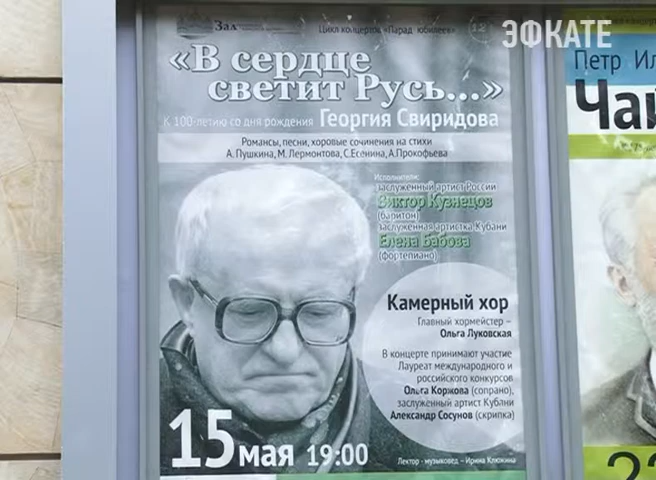 ЭФКАТЕ
Зал
Цикл концертов «Парад юбилеев»
12+
«В сердце
светит Русь...»
К 100-летию со дня рождения Георгия Свиридова
Романсы, песни, хоровые сочинения на стихи
А.Пушкина, М.Лермонтова, С.Есенина, А.Прокофьева
Исполнители:
заслуженный артист России
Виктор Кузнецов
(баритон)
заслуженная артистка Кубани
Елена Бабова
(фортепиано)
Камерный хор
Главный хормейстер –
Ольга Луковская
В концерте принимают участие
Лауреат международного и
российского конкурсов
Ольга Коржова (сопрано),
заслуженный артист Кубани
Александр Сосунов (скрипка)
15 мая 19:00
Лектор - музыковед – Ирина Клюкина
Петр Ил
Чай